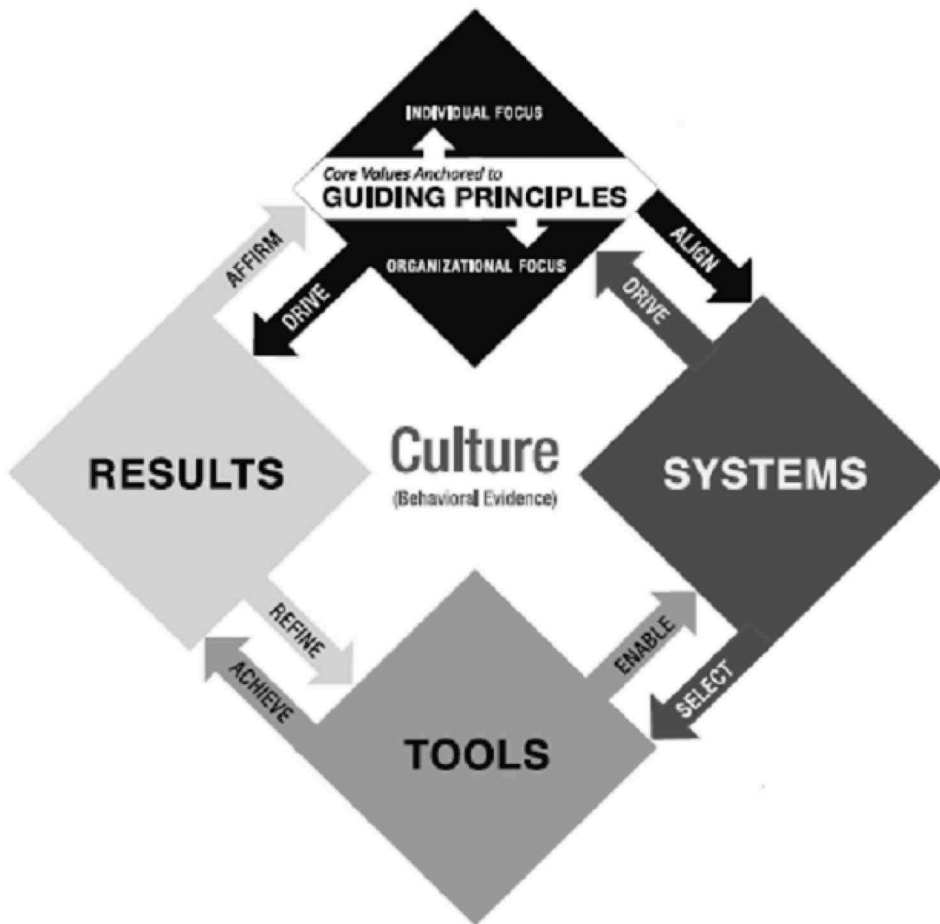 INDIVIDUAL FOCUS
Core Values Anchored to
GUIDING PRINCIPLES
ORGANIZATIONAL FOCUS
AFFIRM
DRIVE
ALIGN
DRIVE
RESULTS
Culture
(Behavioral Evidence)
SYSTEMS
REFINE
ACHIEVE
ENABLE
SELECT
TOOLS